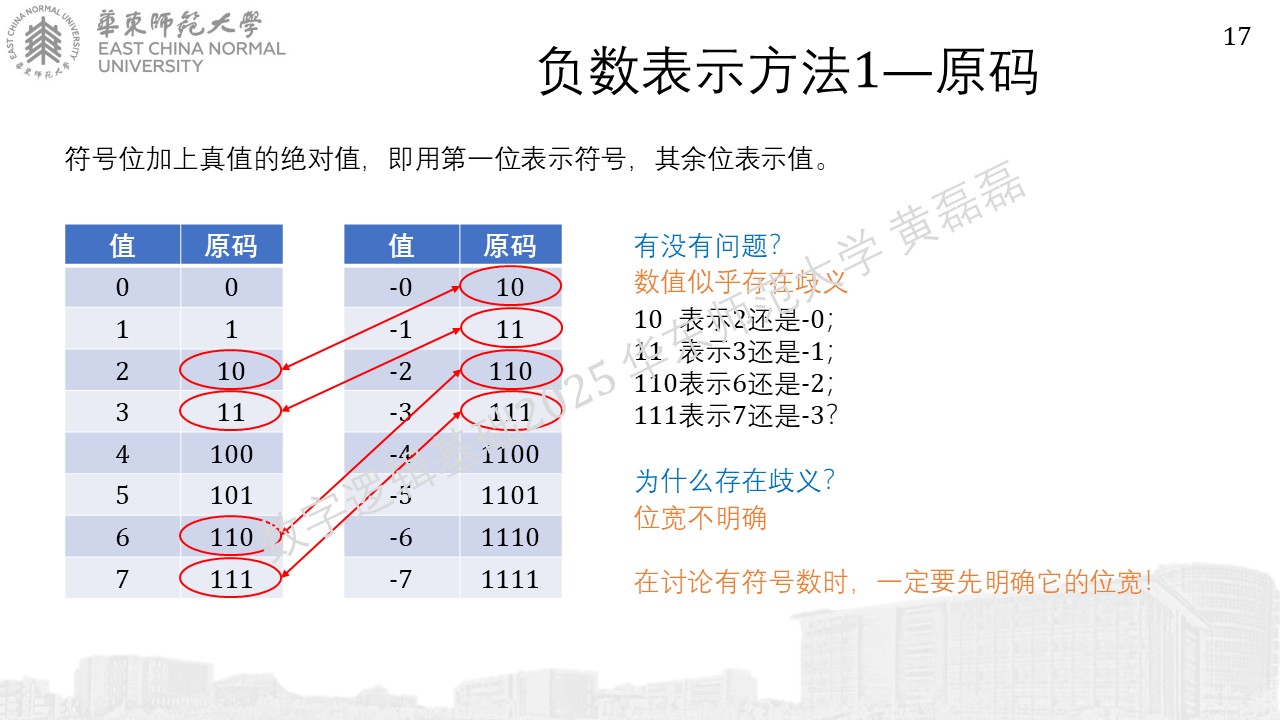 EAST CHINA NORMAL UNIVERSITY
華東師范大學
華東師范大學
EAST CHINA NORMAL
UNIVERSITY
17
负数表示方法1—原码
符号位加上真值的绝对值，即用第一位表示符号，其余位表示值。
值 原码
0 0
1 1
2 10
3 11
4 100
5 101
6 110
7 111
值 原码
-0 10
-1 11
-2 110
-3 111
-4 1100
-5 1101
-6 1110
-7 1111
有没有问题？
数值似乎存在歧义
10 表示2还是-0；
11 表示3还是-1；
110表示6还是-2；
111表示7还是-3？
为什么存在歧义？
位宽不明确
在讨论有符号数时，一定要先明确它的位宽！
数字逻辑基础2025 华东师范大学 黄磊磊